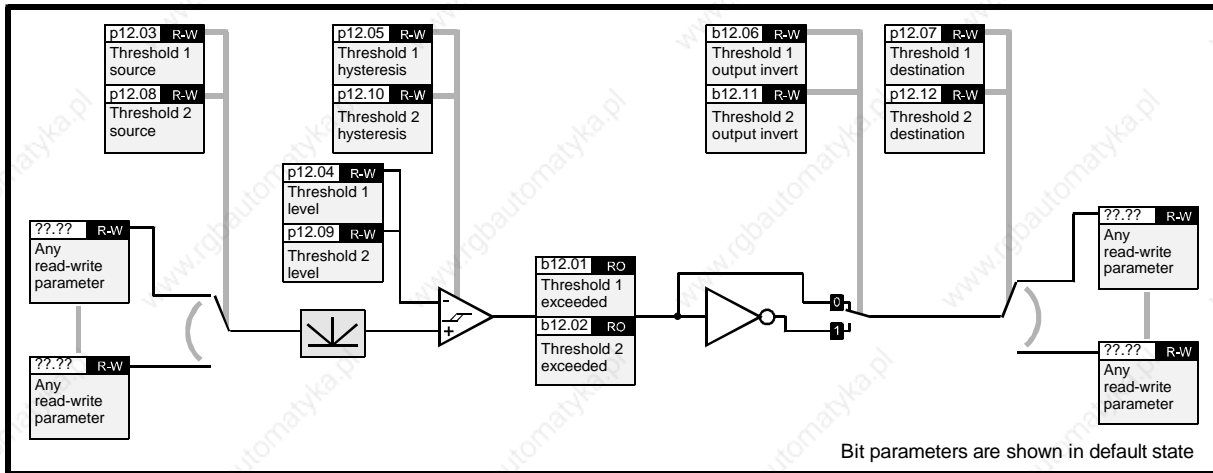 p12.03 R-W
Threshold 1
source
p12.08 R-W
Threshold 2
source
p12.05 R-W
Threshold 1
hysteresis
p12.10 R-W
Threshold 2
hysteresis
b12.06 R-W
Threshold 1
output invert
b12.11 R-W
Threshold 2
output invert
p12.07 R-W
Threshold 1
destination
p12.12 R-W
Threshold 2
destination
p12.04 R-W
Threshold 1
level
p12.09 R-W
Threshold 2
level
??.?? R-W
Any
read-write
parameter
??.?? R-W
Any
read-write
parameter
-
+
b12.01 RO
Threshold 1
exceeded
b12.02 RO
Threshold 2
exceeded
0
1
??.?? R-W
Any
read-write
parameter
??.?? R-W
Any
read-write
parameter
Bit parameters are shown in default state
www.rgbautomatyka.pl